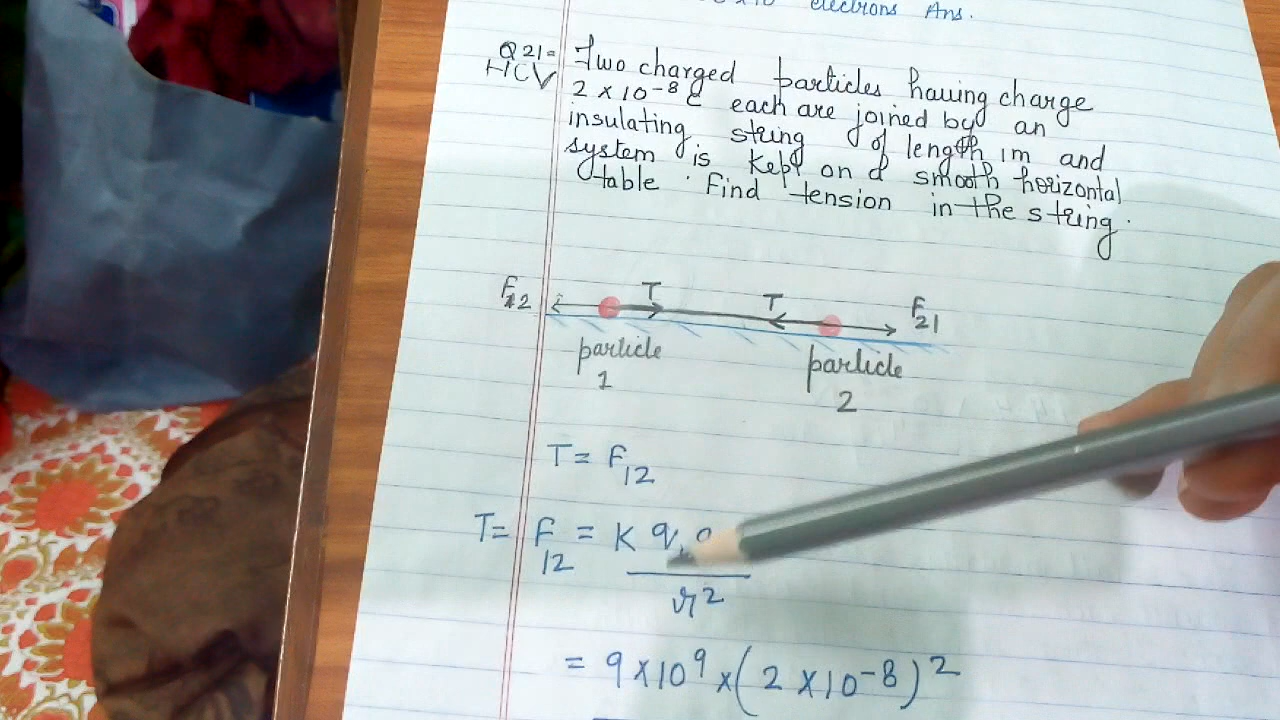 electrons Ans.
Q 21=
HCV
Two charged particles having charge
2 × 10⁻⁸ C each are joined by an
insulating string of length 1m and
system is kept on a smooth horizontal
table. Find tension in the string.
F₁₂ T T F₂₁
particle
1
particle
2
T = F₁₂
T = F₁₂ = K q₁
r²
= 9 × 10⁹ × (2 × 10⁻⁸)²